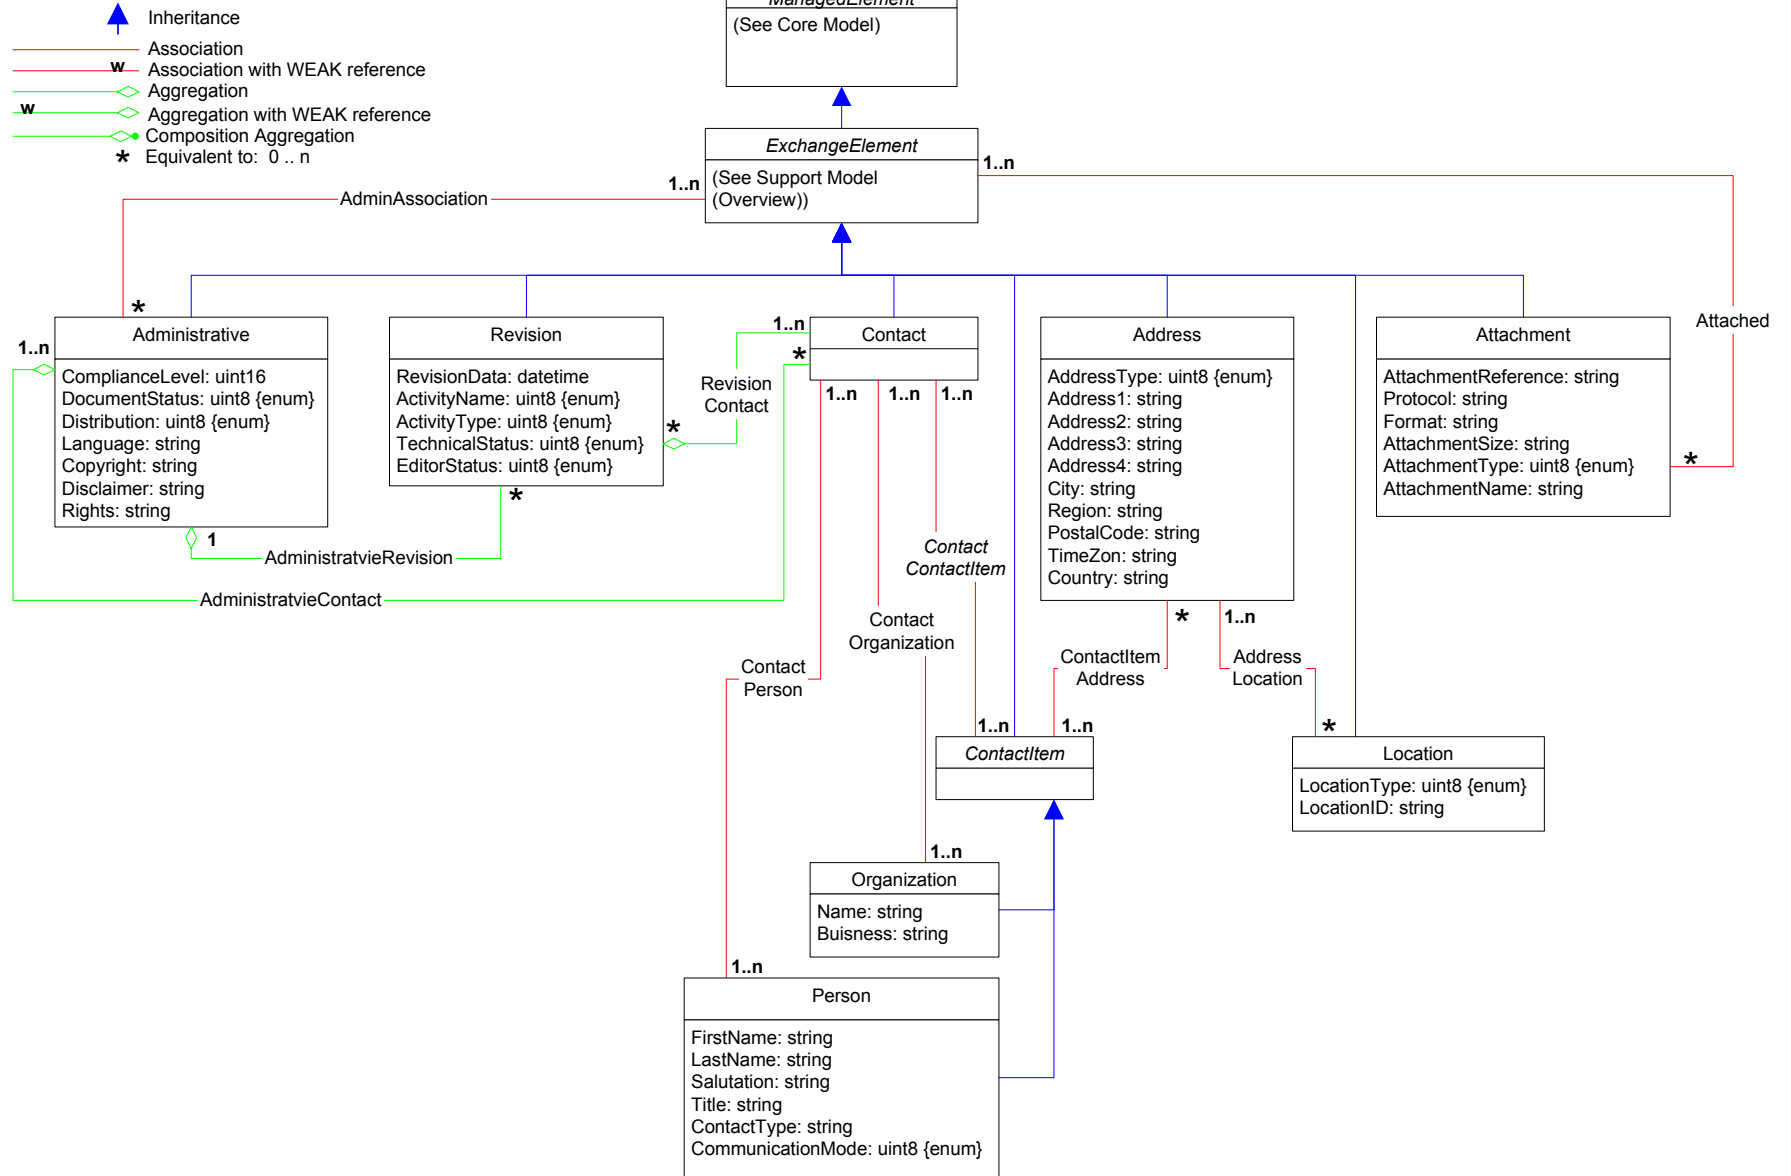 ManagedElement
(See Core Model)
Inheritance
Association
w
Association with WEAK reference
Aggregation
w
Aggregation with WEAK reference
Composition Aggregation
* Equivalent to: 0 .. n
ExchangeElement
(See Support Model
(Overview))
1..n
1..n
AdminAssociation
Attached
*
1..n
Administrative
ComplianceLevel: uint16
DocumentStatus: uint8 {enum}
Distribution: uint8 {enum}
Language: string
Copyright: string
Disclaimer: string
Rights: string
1
AdministratvieRevision
AdministratvieContact
Revision
RevisionData: datetime
ActivityName: uint8 {enum}
ActivityType: uint8 {enum}
TechnicalStatus: uint8 {enum}
EditorStatus: uint8 {enum}
*
*
Revision
Contact
1..n
*
Contact
1..n
1..n
1..n
Address
AddressType: uint8 {enum}
Address1: string
Address2: string
Address3: string
Address4: string
City: string
Region: string
PostalCode: string
TimeZon: string
Country: string
Attachment
AttachmentReference: string
Protocol: string
Format: string
AttachmentSize: string
AttachmentType: uint8 {enum}
AttachmentName: string
*
Contact
ContactItem
Contact
Organization
Contact
Person
*
1..n
ContactItem
Address
Address
Location
1..n
1..n
*
ContactItem
Location
LocationType: uint8 {enum}
LocationID: string
1..n
Organization
Name: string
Buisness: string
1..n
Person
FirstName: string
LastName: string
Salutation: string
Title: string
ContactType: string
CommunicationMode: uint8 {enum}